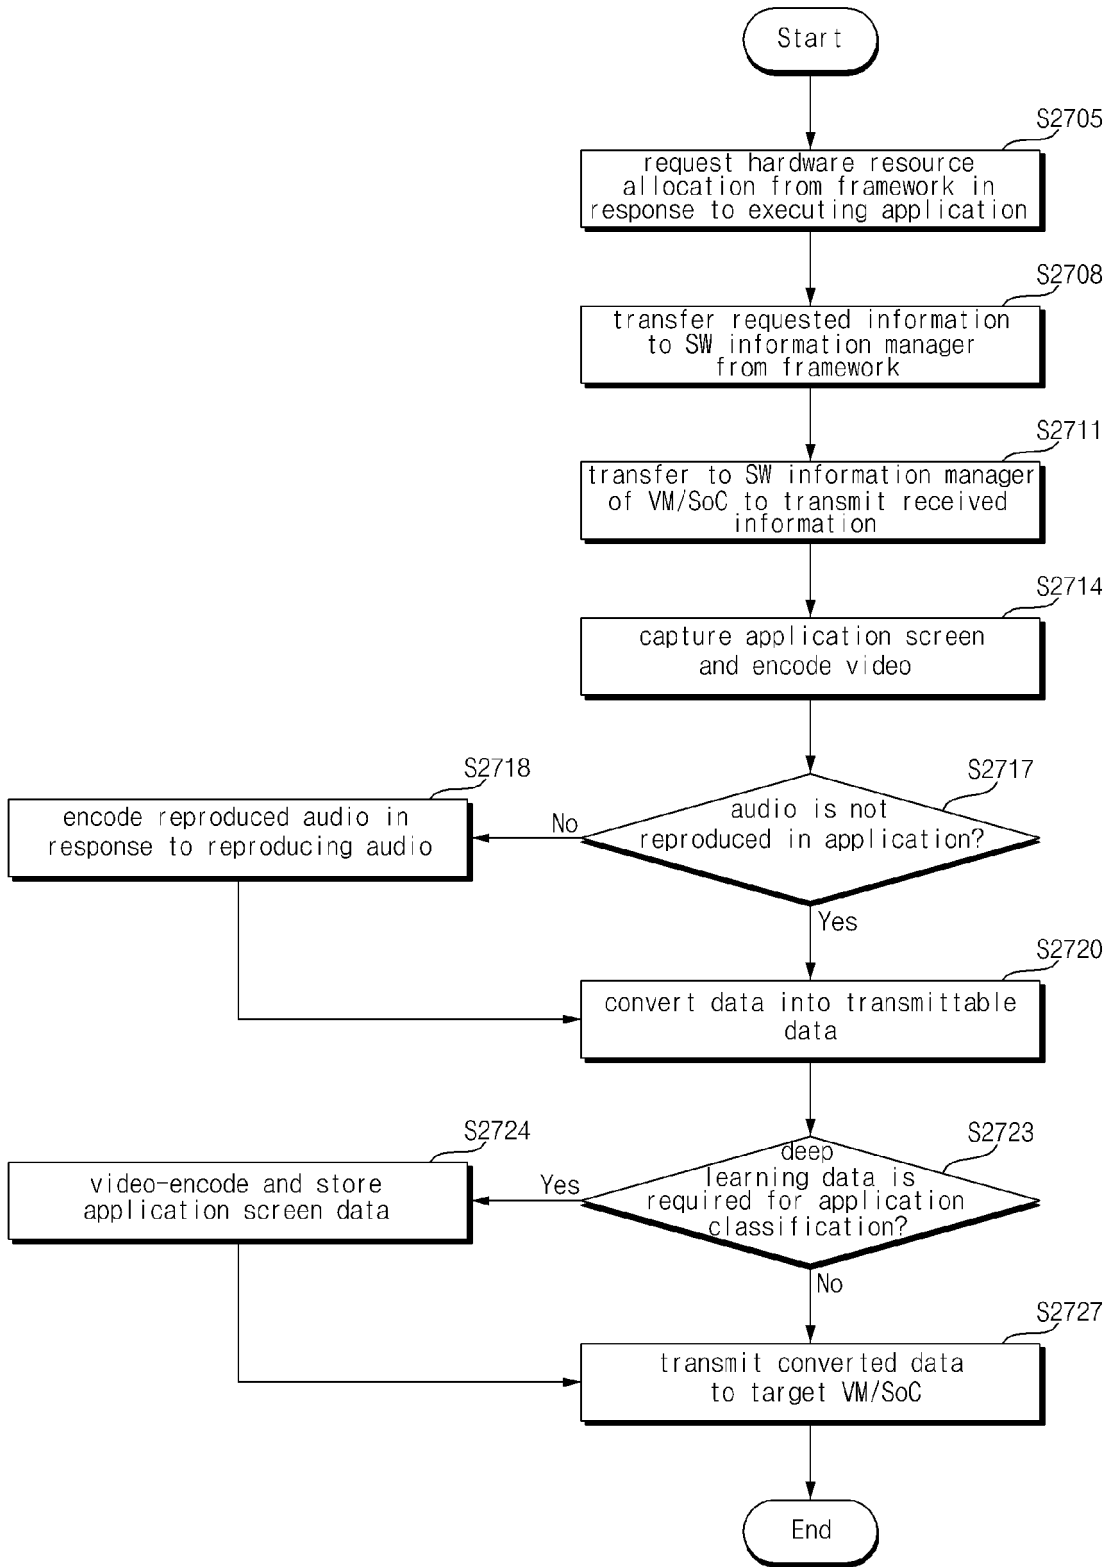 Start
S2705
request hardware resource
allocation from framework in
response to executing application
S2708
transfer requested information
to SW information manager
from framework
S2711
transfer to SW information manager
of VM/SoC to transmit received
information
S2714
capture application screen
and encode video
S2717
audio is not
reproduced in application?
No
Yes
S2718
encode reproduced audio in
response to reproducing audio
S2720
convert data into transmittable
data
S2723
deep
learning data is
required for application
classification?
Yes
No
S2724
video-encode and store
application screen data
S2727
transmit converted data
to target VM/SoC
End